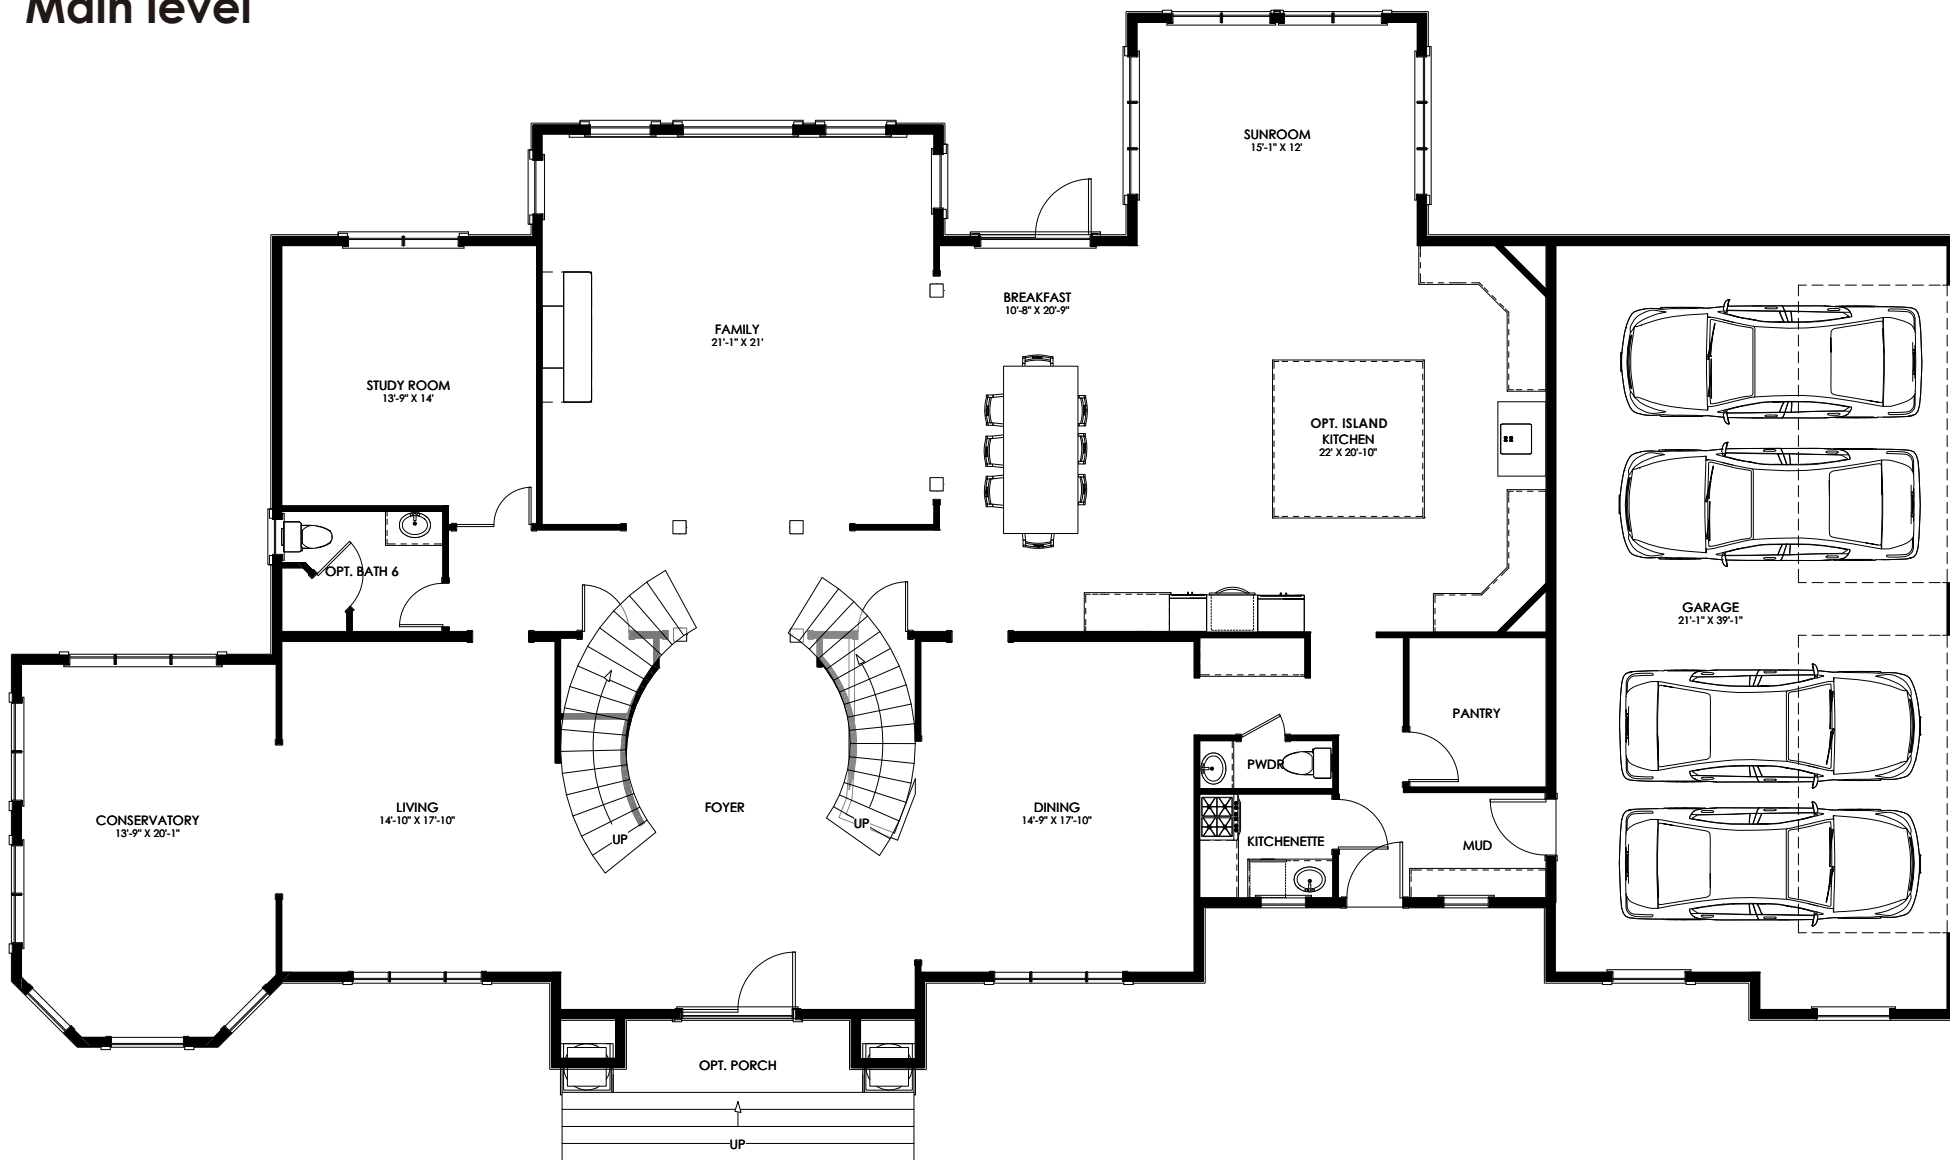 Main level
SUNROOM
15'-1" X 12'
BREAKFAST
10'-8" X 20'-9"
FAMILY
21'-1" X 21'
STUDY ROOM
13'-9" X 14'
OPT. ISLAND
KITCHEN
22' X 20'-10"
OPT. BATH 6
GARAGE
21'-1" X 39'-1"
PANTRY
PWDR
LIVING
14'-10" X 17'-10"
FOYER
DINING
14'-9" X 17'-10"
CONSERVATORY
13'-9" X 20'-1"
UP
UP
KITCHENETTE
MUD
OPT. PORCH
UP